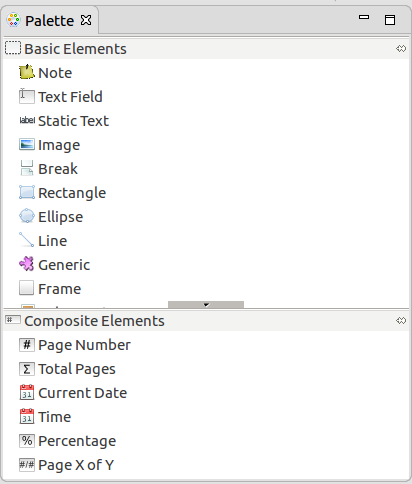 Palette
Basic Elements
Note
Text Field
label Static Text
Image
Break
Rectangle
Ellipse
Line
Generic
Frame
# Composite Elements
# Page Number
Σ Total Pages
31 Current Date
31 Time
% Percentage
#/# Page X of Y